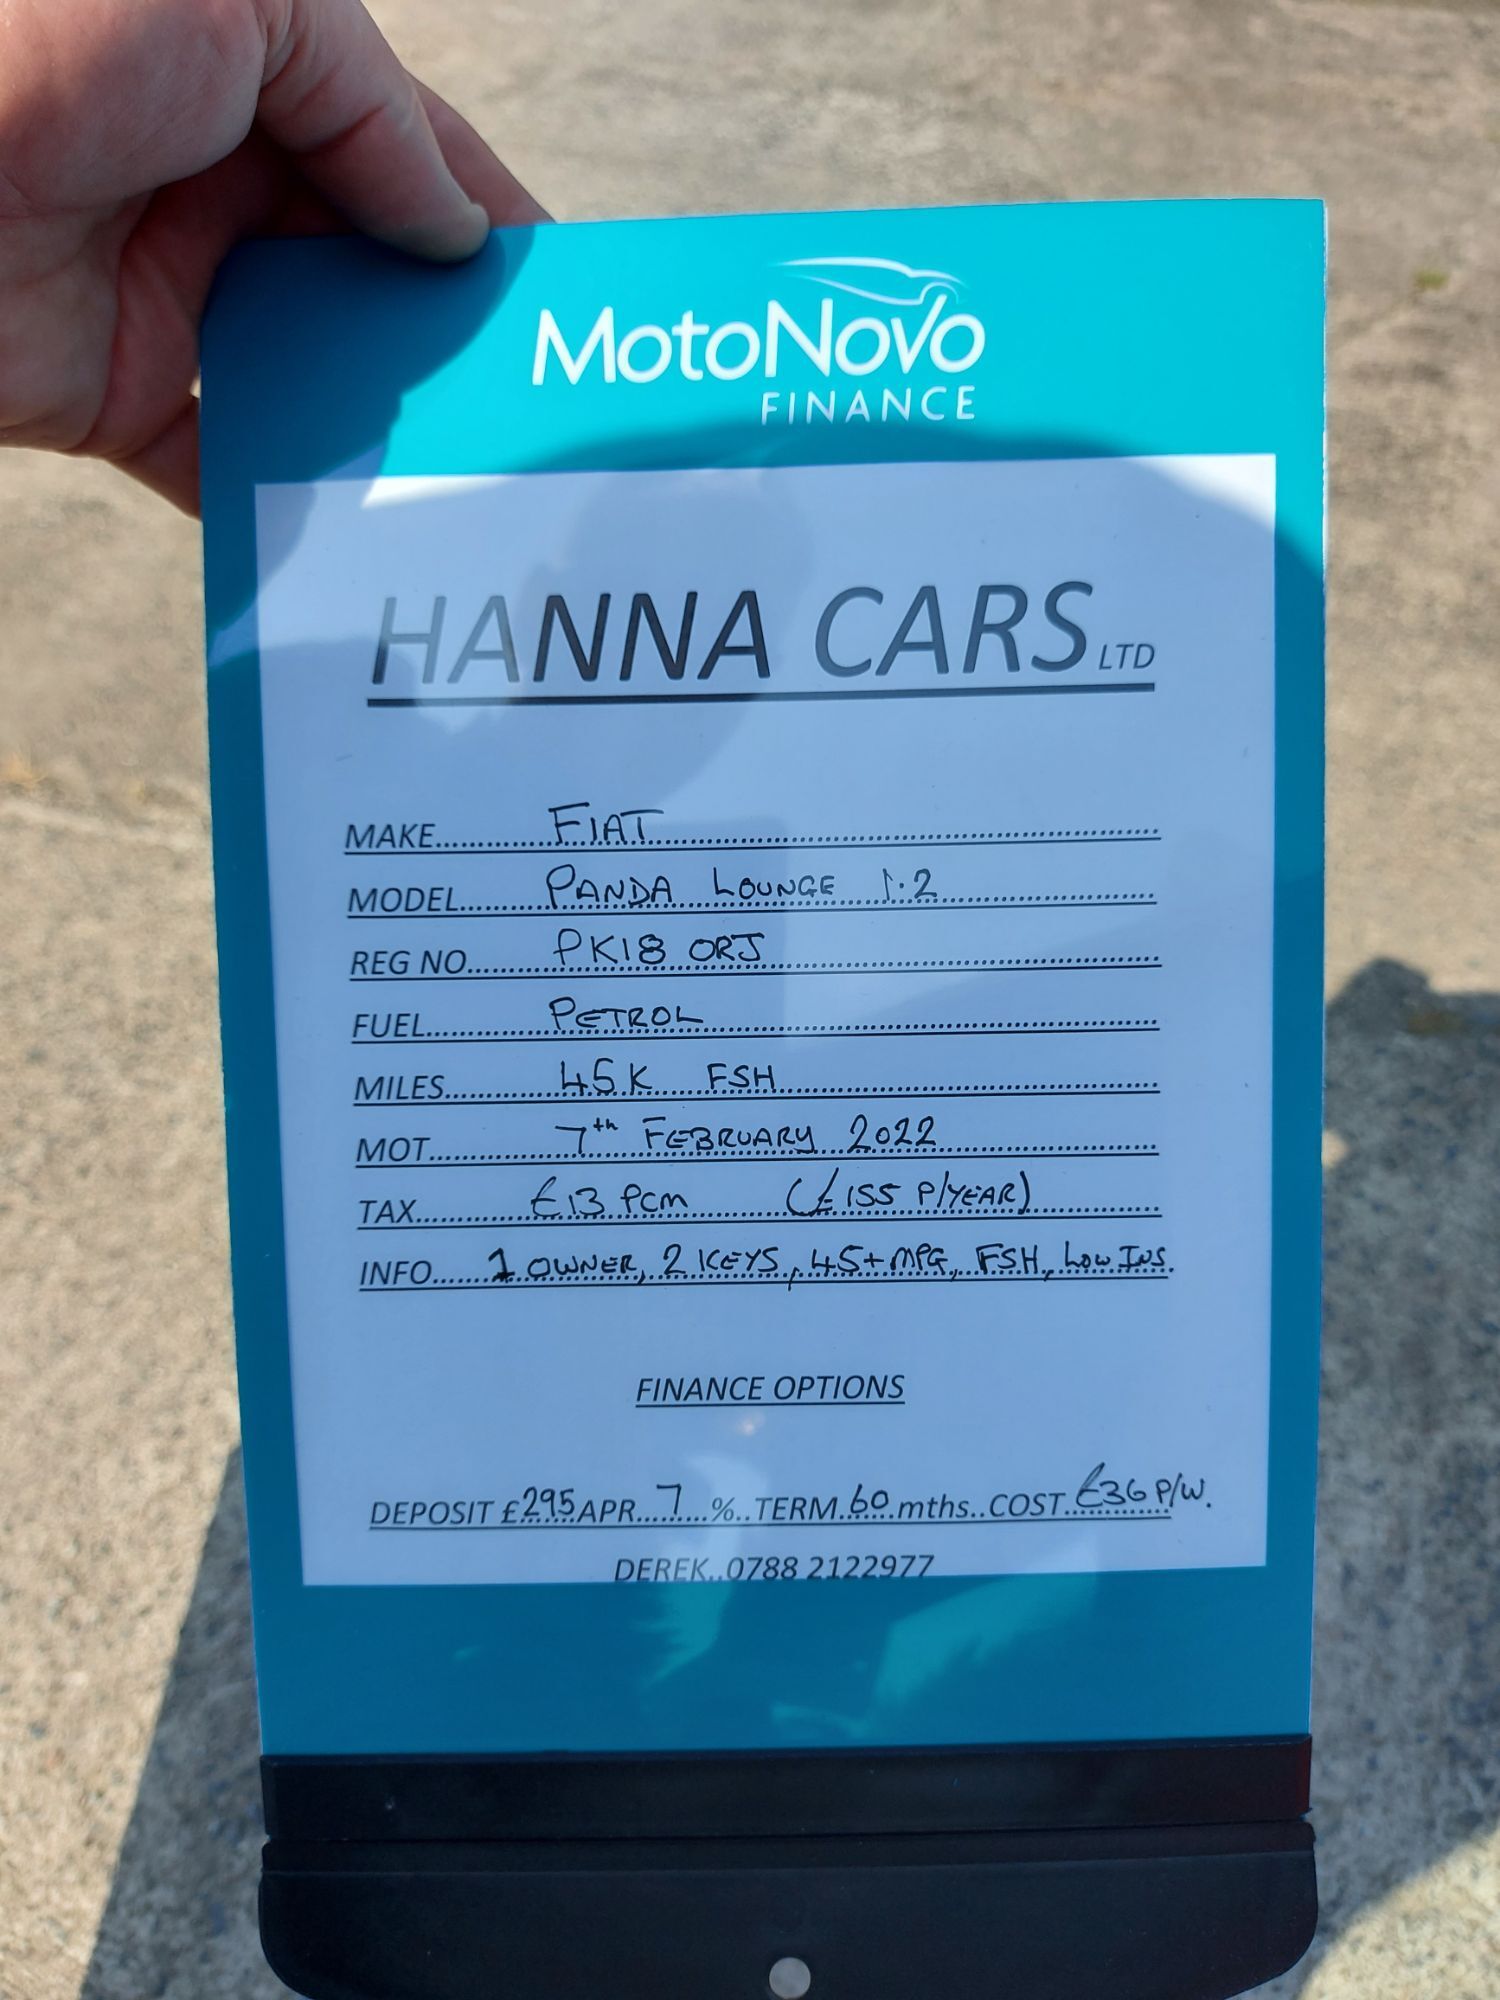 MotoNovo
FINANCE
HANNA CARS LTD
MAKE.......FIAT.......
MODEL.......PANDA LOUNGE 1.2.......
REG NO.......PK18 ORJ.......
FUEL.......PETROL.......
MILES.......45K FSH.......
MOT.......7th FEBRUARY 2022.......
TAX.......£13 PCM (£155 P/YEAR).......
INFO.......1 OWNER, 2 KEYS, 45+MPG, FSH, LOW INS.
FINANCE OPTIONS
DEPOSIT £295 APR...7...%..TERM.60.mths..COST.£36 P/W.
DEREK..0788 2122977